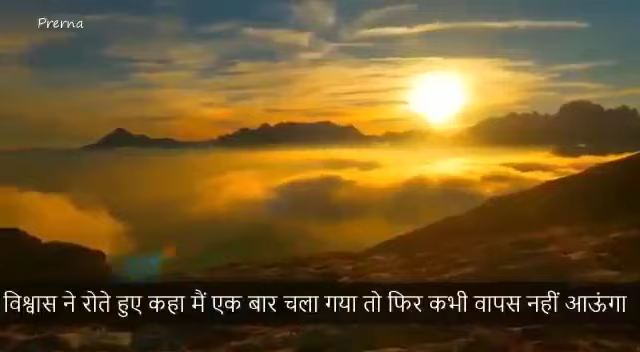 Prerna
विश्वास ने रोते हुए कहा मैं एक बार चला गया तो फिर कभी वापस नहीं आऊंगा